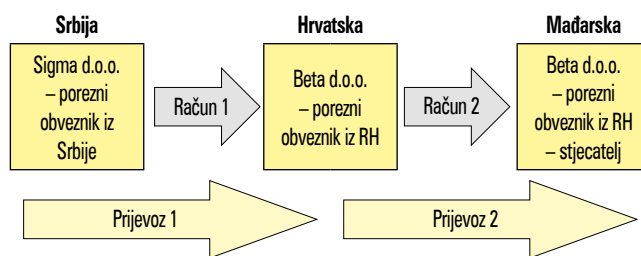 Srbija
Hrvatska
Mađarska
Sigma d.o.o.
– porezni
obveznik iz
Srbije
Račun 1
Beta d.o.o.
– porezni
obveznik iz RH
Račun 2
Beta d.o.o.
– porezni
obveznik iz RH
– stjecatelj
Prijevoz 1
Prijevoz 2